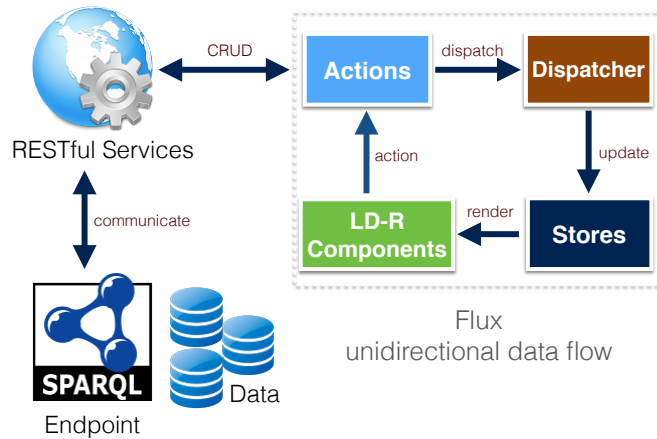 CRUD
Actions
dispatch
Dispatcher
RESTful Services
action
update
communicate
LD-R
Components
render
Stores
Flux
unidirectional data flow
SPARQL
Data
Endpoint